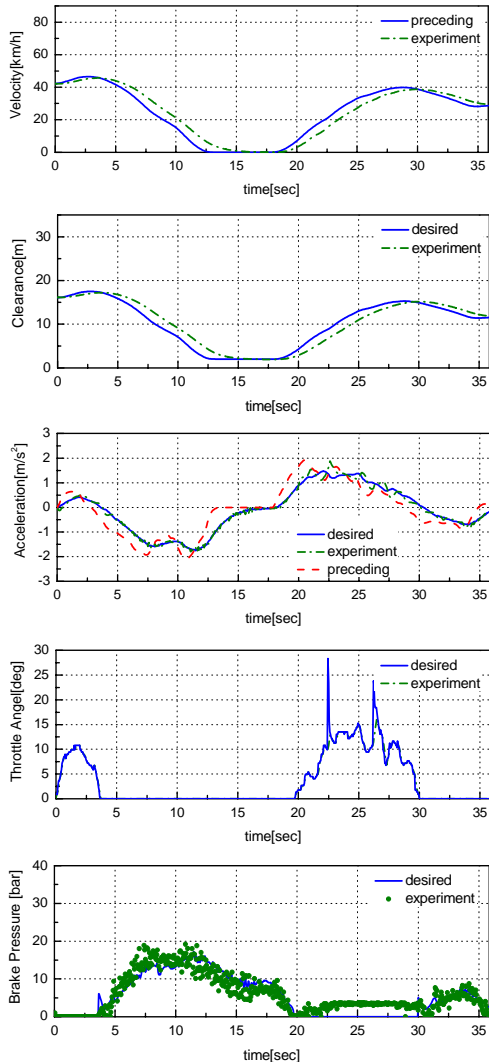 80
60
40
20
0
Velocity[km/h]
preceding
experiment
0 5 10 15 20 25 30 35
time[sec]
30
20
10
0
Clearance[m]
desired
experiment
0 5 10 15 20 25 30 35
time[sec]
3
2
1
0
-1
-2
-3
Acceleration[m/s²]
desired
experiment
preceding
0 5 10 15 20 25 30 35
time[sec]
30
25
20
15
10
5
0
Throttle Angel[deg]
desired
experiment
0 5 10 15 20 25 30 35
time[sec]
40
30
20
10
0
Brake Pressure [bar]
desired
experiment
0 5 10 15 20 25 30 35
time[sec]